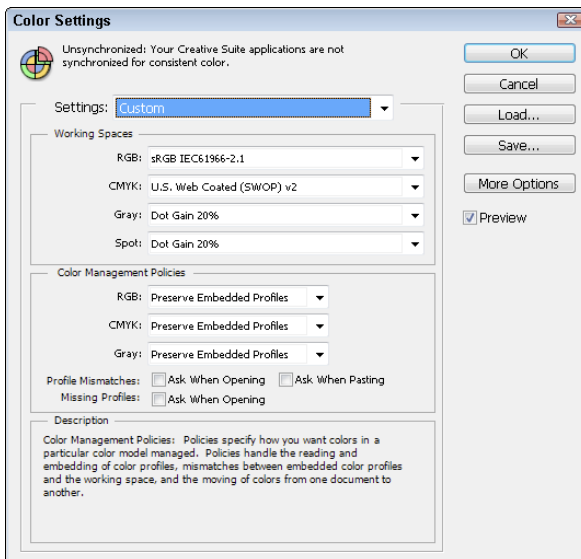 Color Settings
Unsynchronized: Your Creative Suite applications are not
synchronized for consistent color.
OK
Cancel
Load...
Save...
More Options
Preview
Settings: Custom
Working Spaces
RGB: sRGB IEC61966-2.1
CMYK: U.S. Web Coated (SWOP) v2
Gray: Dot Gain 20%
Spot: Dot Gain 20%
Color Management Policies
RGB: Preserve Embedded Profiles
CMYK: Preserve Embedded Profiles
Gray: Preserve Embedded Profiles
Profile Mismatches: Ask When Opening Ask When Pasting
Missing Profiles: Ask When Opening
Description
Color Management Policies: Policies specify how you want colors in a
particular color model managed. Policies handle the reading and
embedding of color profiles, mismatches between embedded color profiles
and the working space, and the moving of colors from one document to
another.